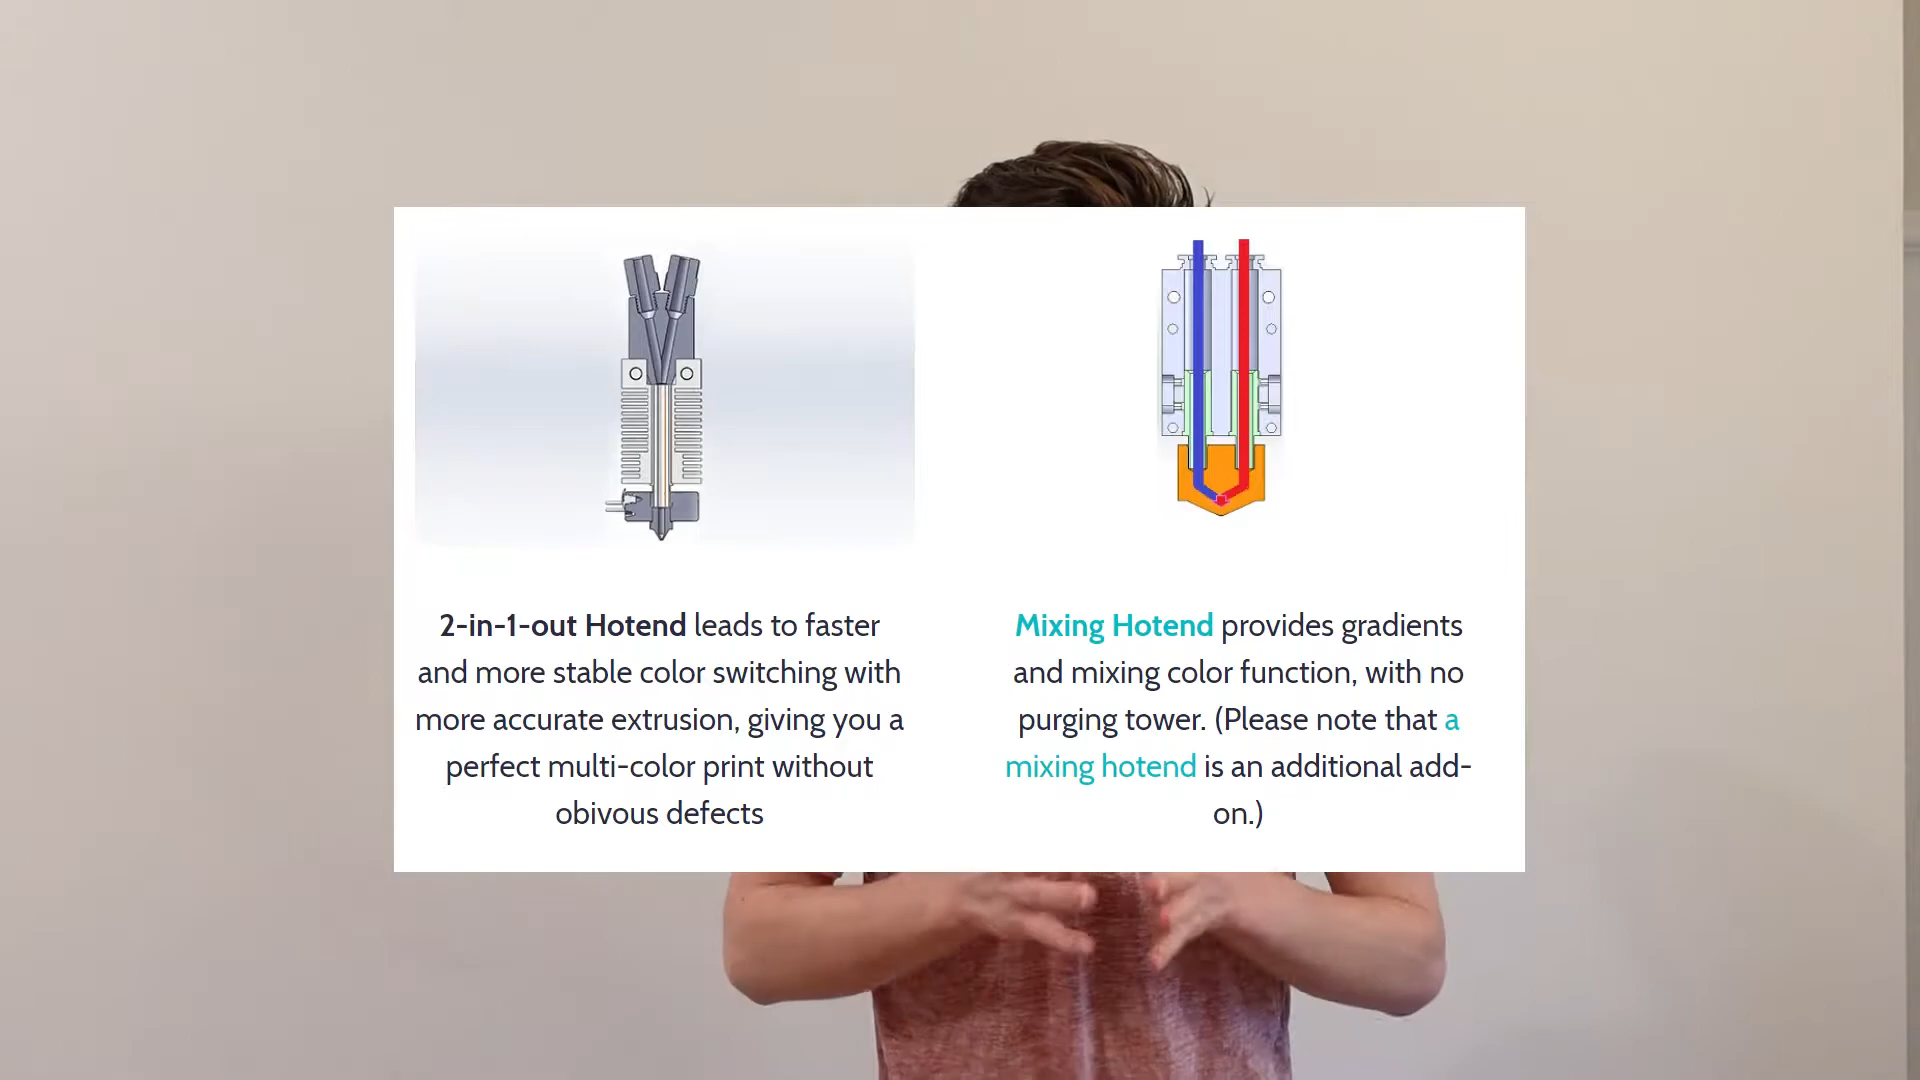 2-in-1-out Hotend leads to faster
and more stable color switching with
more accurate extrusion, giving you a
perfect multi-color print without
obivous defects
Mixing Hotend provides gradients
and mixing color function, with no
purging tower. (Please note that a
mixing hotend is an additional add-
on.)